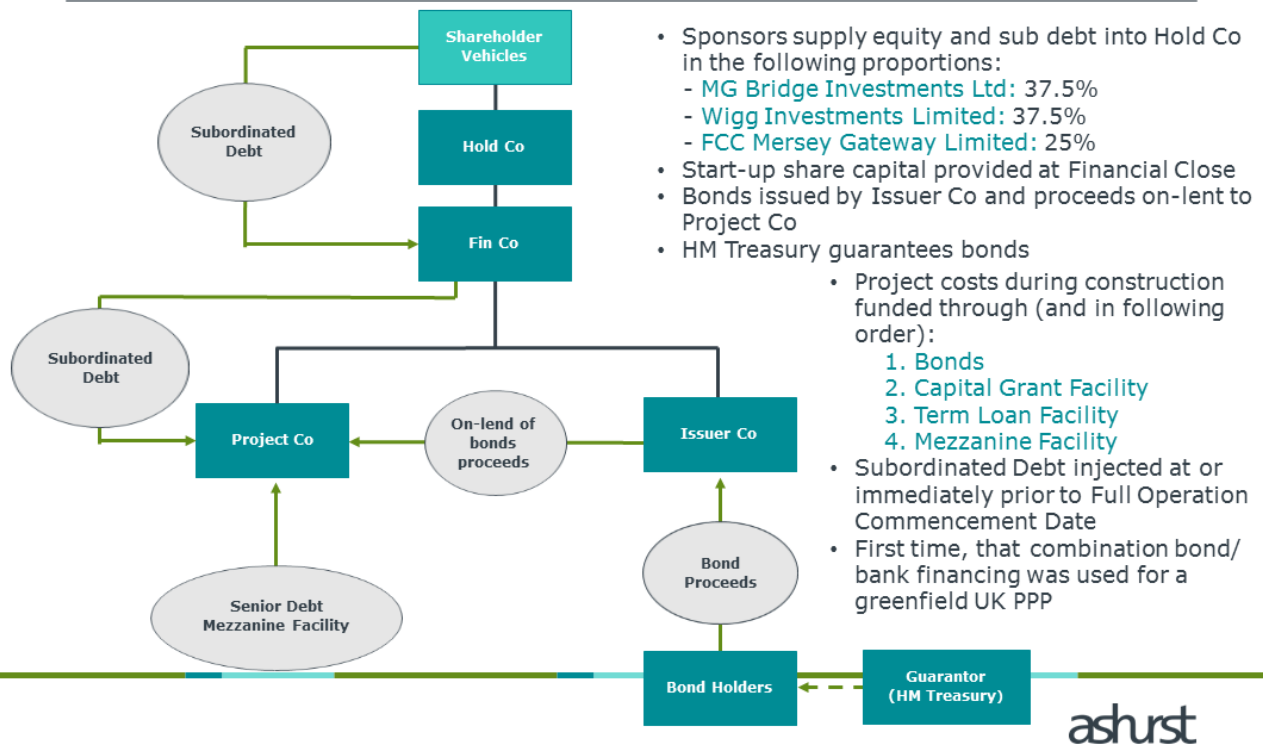 Shareholder
Vehicles
Subordinated
Debt
Hold Co
Fin Co
Subordinated
Debt
Project Co
On-lend of
bonds
proceeds
Issuer Co
Bond
Proceeds
Senior Debt
Mezzanine Facility
Bond Holders
Guarantor
(HM Treasury)
• Sponsors supply equity and sub debt into Hold Co
in the following proportions:
- MG Bridge Investments Ltd: 37.5%
- Wigg Investments Limited: 37.5%
- FCC Mersey Gateway Limited: 25%
• Start-up share capital provided at Financial Close
• Bonds issued by Issuer Co and proceeds on-lent to
Project Co
• HM Treasury guarantees bonds
• Project costs during construction
funded through (and in following
order):
1. Bonds
2. Capital Grant Facility
3. Term Loan Facility
4. Mezzanine Facility
• Subordinated Debt injected at or
immediately prior to Full Operation
Commencement Date
• First time, that combination bond/
bank financing was used for a
greenfield UK PPP
ashurst